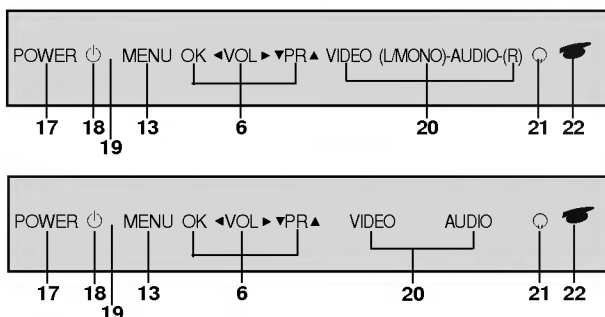 POWER ⏻ MENU OK ◄VOL► ▼PR▲ VIDEO (L/MONO)-AUDIO-(R)
17 18 13 6 20 21 22
19
POWER ⏻ MENU OK ◄VOL► ▼PR▲ VIDEO AUDIO
17 18 13 6 20 21 22
19